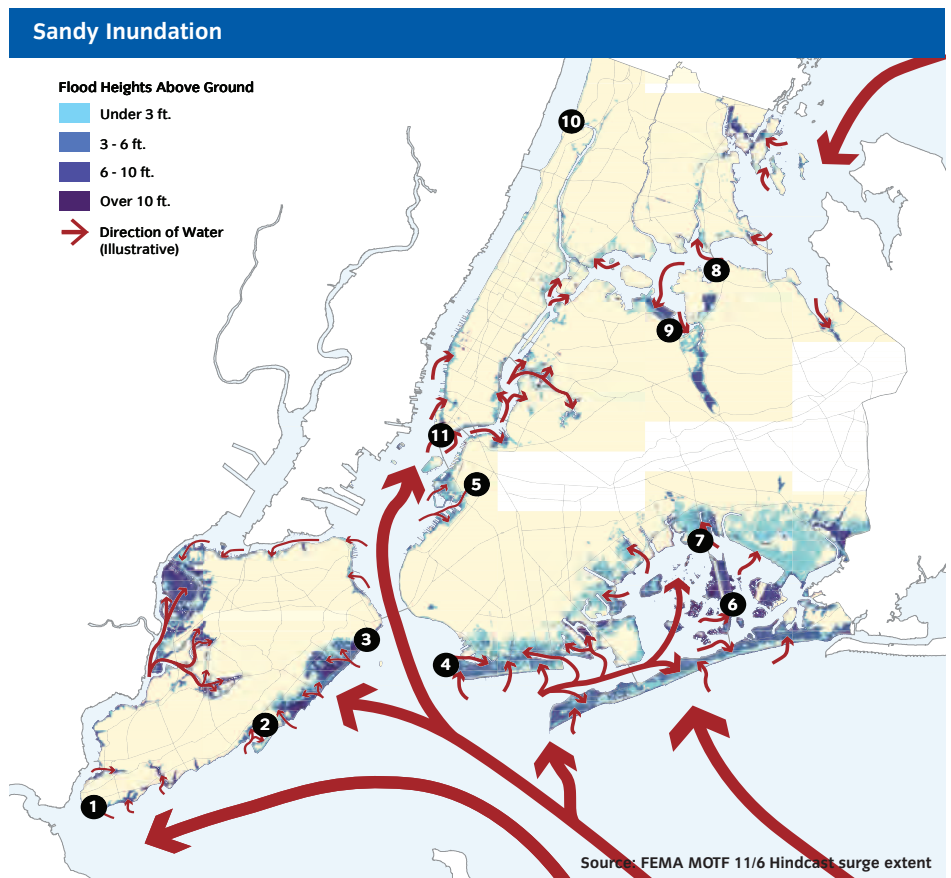 Sandy Inundation
Flood Heights Above Ground
Under 3 ft.
3 - 6 ft.
6 - 10 ft.
Over 10 ft.
Direction of Water
(Illustrative)
10
8
9
11
5
7
6
3
4
2
1
Source: FEMA MOTF 11/6 Hindcast surge extent